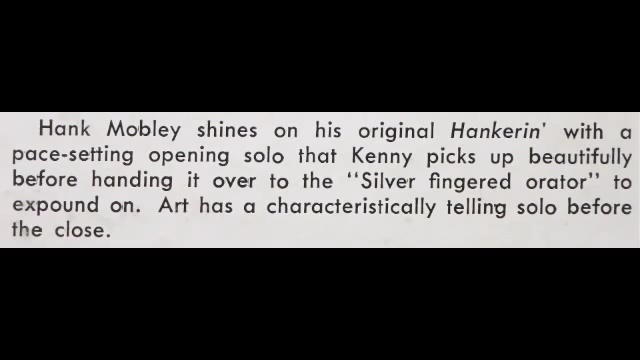 Hank Mobley shines on his original Hankerin' with a
pace-setting opening solo that Kenny picks up beautifully
before handing it over to the "Silver fingered orator" to
expound on. Art has a characteristically telling solo before
the close.